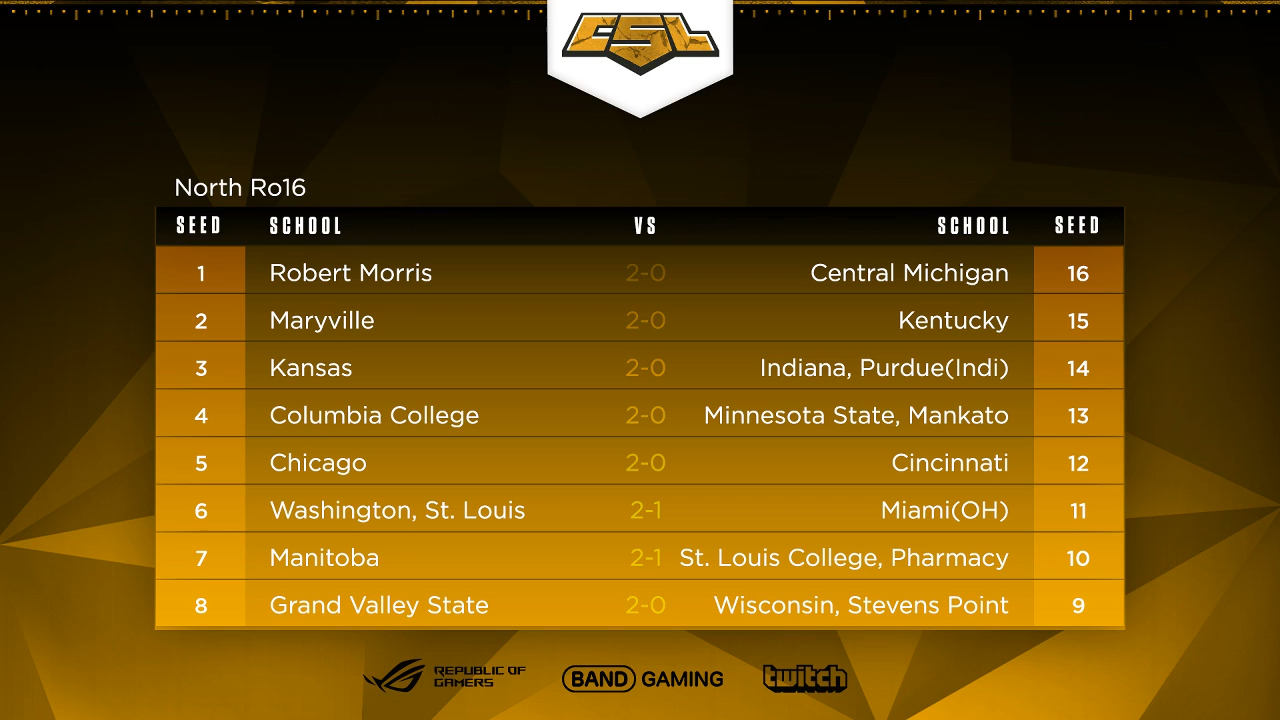 CSL
North Ro16
SEED SCHOOL VS SCHOOL SEED
1 Robert Morris 2-0 Central Michigan 16
2 Maryville 2-0 Kentucky 15
3 Kansas 2-0 Indiana, Purdue(Indi) 14
4 Columbia College 2-0 Minnesota State, Mankato 13
5 Chicago 2-0 Cincinnati 12
6 Washington, St. Louis 2-1 Miami(OH) 11
7 Manitoba 2-1 St. Louis College, Pharmacy 10
8 Grand Valley State 2-0 Wisconsin, Stevens Point 9
REPUBLIC OF
GAMERS
BAND GAMING
twitch